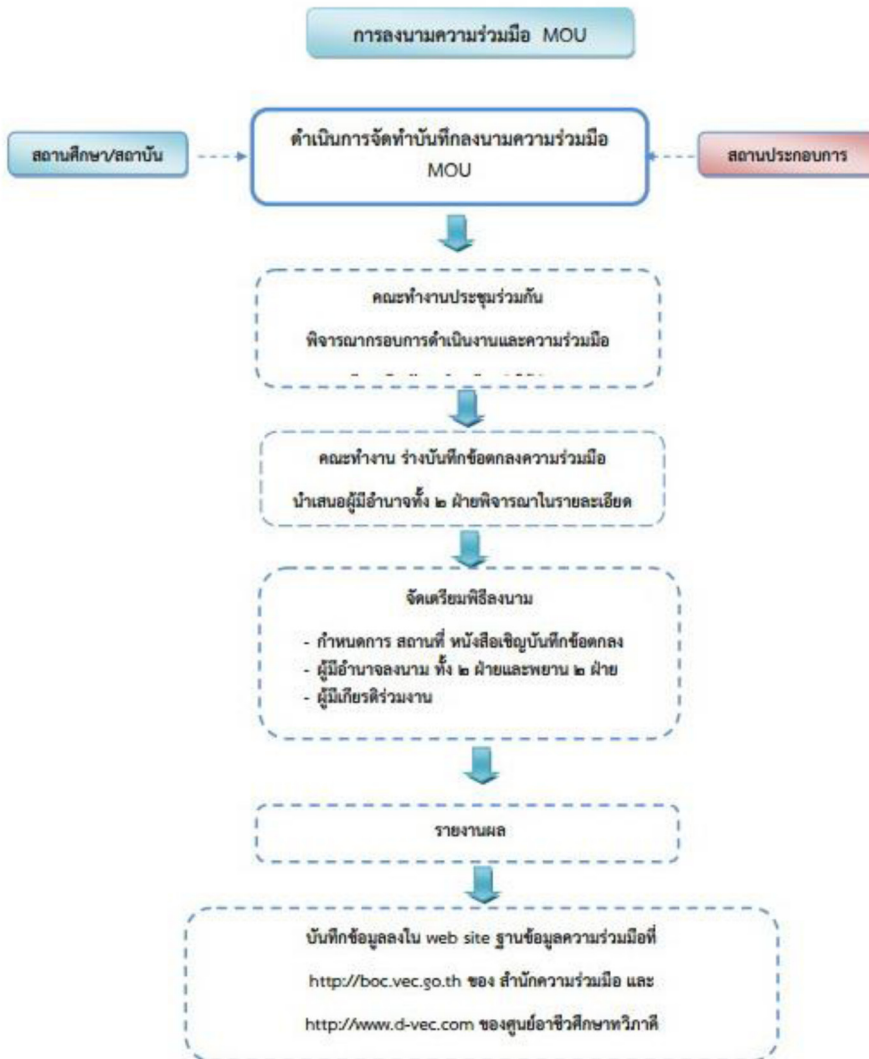 การลงนามความร่วมมือ MOU
สถานศึกษา/สถาบัน
ดำเนินการจัดทำบันทึกลงนามความร่วมมือ
MOU
สถานประกอบการ
คณะทำงานประชุมร่วมกัน
พิจารณากรอบการดำเนินงานและความร่วมมือ
คณะทำงาน ร่างบันทึกข้อตกลงความร่วมมือ
นำเสนอผู้มีอำนาจทั้ง ๒ ฝ่ายพิจารณาในรายละเอียด
จัดเตรียมพิธีลงนาม
- กำหนดการ สถานที่ หนังสือเชิญบันทึกข้อตกลง
- ผู้มีอำนาจลงนาม ทั้ง ๒ ฝ่ายและพยาน ๒ ฝ่าย
- ผู้มีเกียรติร่วมงาน
รายงานผล
บันทึกข้อมูลลงใน web site ฐานข้อมูลความร่วมมือที่
http://boc.vec.go.th ของ สำนักความร่วมมือ และ
http://www.d-vec.com ของศูนย์อาชีวศึกษาทวิภาคี